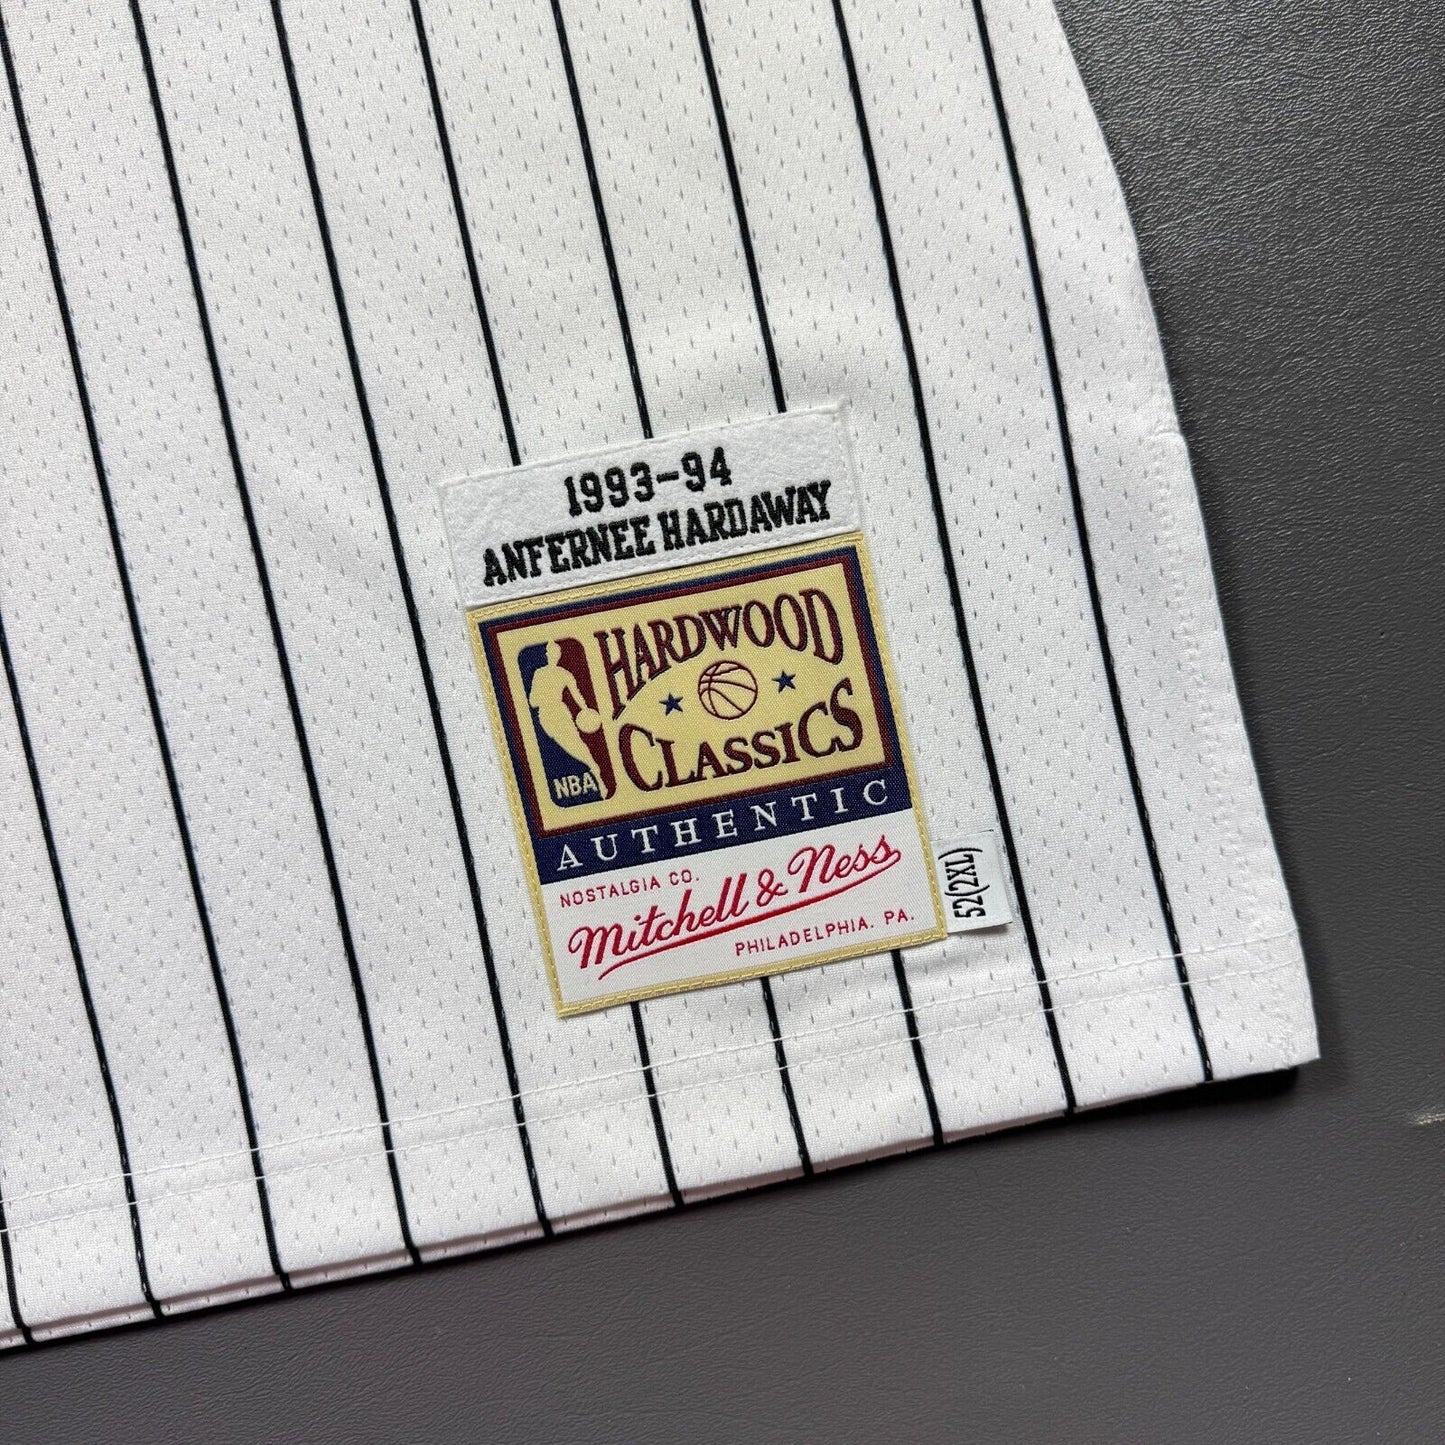 1993-94
ANFERNEE HARDAWAY
HARDWOOD
CLASSICS
NBA
AUTHENTIC
NOSTALGIA CO.
Mitchell & Ness
PHILADELPHIA, PA.
52(2XL)